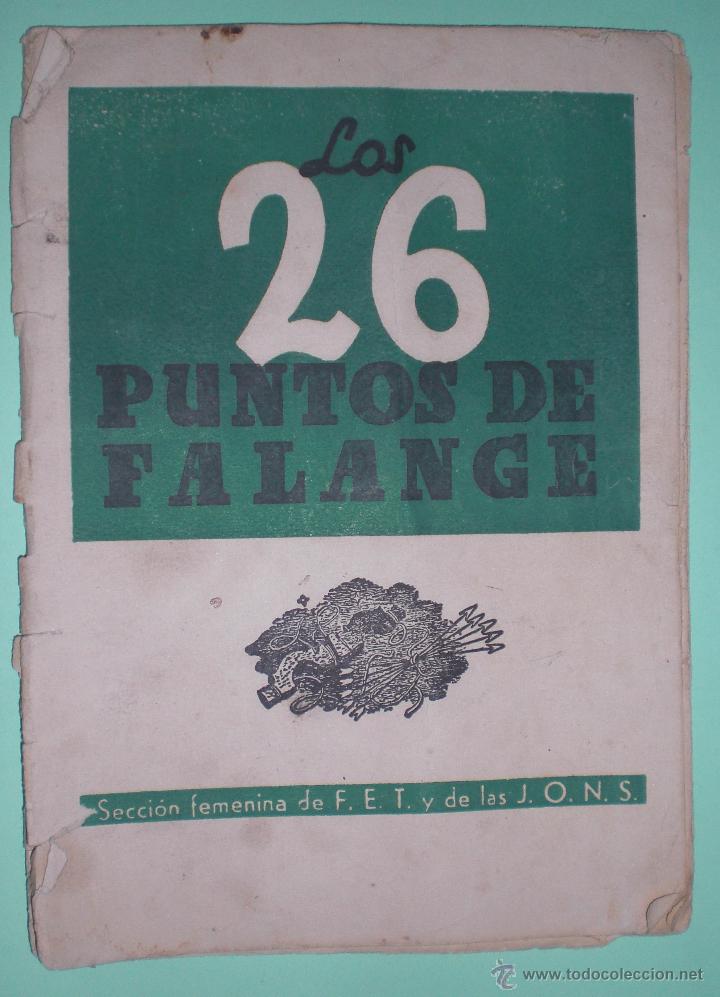 Los
26
PUNTOS DE
FALANGE
Sección femenina de F. E. T. y de las J. O. N. S.
www.todocoleccion.net